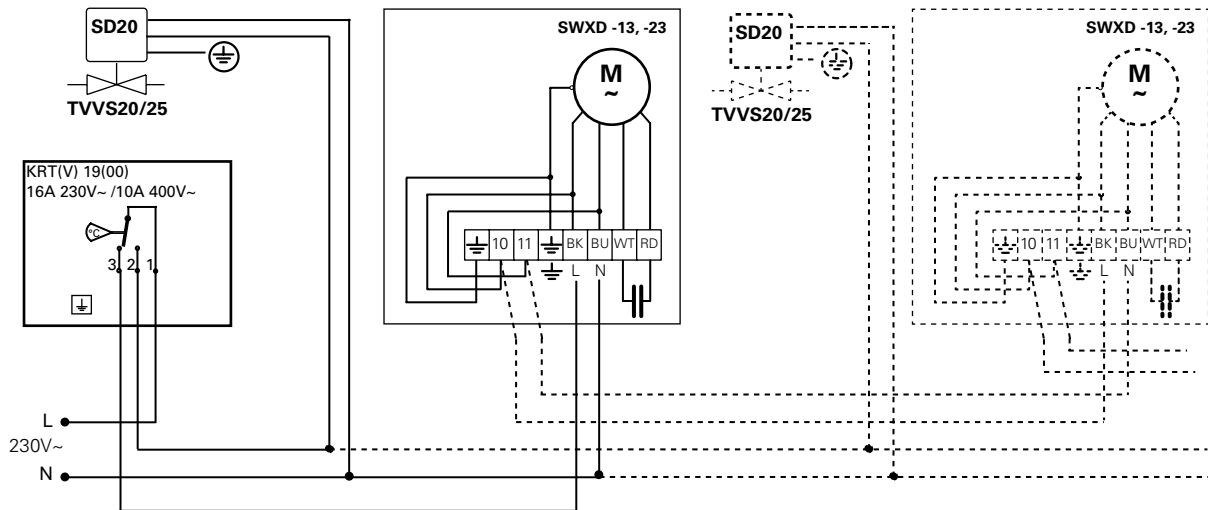 SD20
TVVS20/25
SWXD -13, -23
M
~
SD20
TVVS20/25
SWXD -13, -23
M
~
KRT(V) 19(00)
16A 230V~ /10A 400V~
°C
3 2 1
10 11 BK BU WT RD
L N
10 11 BK BU WT RD
L N
L
230V~
N